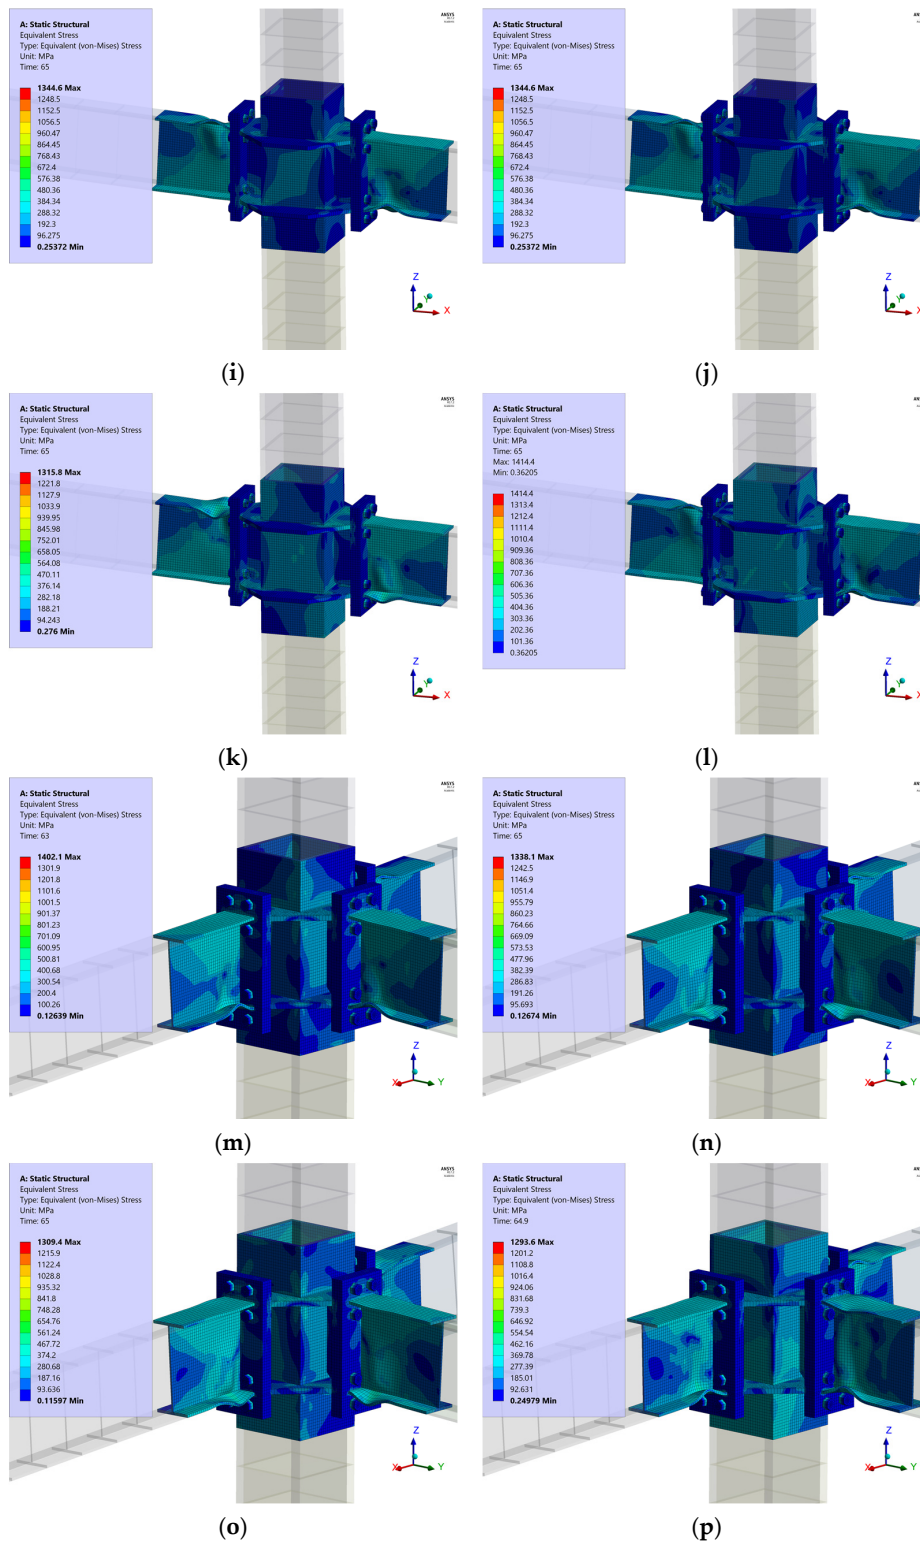 A: Static Structural
Equivalent Stress
Type: Equivalent (von-Mises) Stress
Unit: MPa
Time: 65
1344.6 Max
1248.5
1152.5
1056.5
960.47
864.45
768.43
672.4
576.38
480.36
384.34
288.32
192.3
96.275
0.25372 Min
ANSYS
Z
Y
X
(i)
A: Static Structural
Equivalent Stress
Type: Equivalent (von-Mises) Stress
Unit: MPa
Time: 65
1344.6 Max
1248.5
1152.5
1056.5
960.47
864.45
768.43
672.4
576.38
480.36
384.34
288.32
192.3
96.275
0.25372 Min
ANSYS
Z
Y
X
(j)
A: Static Structural
Equivalent Stress
Type: Equivalent (von-Mises) Stress
Unit: MPa
Time: 65
1315.8 Max
1221.8
1127.9
1033.9
939.95
845.98
752.01
658.05
564.08
470.11
376.14
282.18
188.21
94.243
0.276 Min
ANSYS
Z
Y
X
(k)
A: Static Structural
Equivalent Stress
Type: Equivalent (von-Mises) Stress
Unit: MPa
Time: 65
Max: 1414.4
Min: 0.36205
1414.4
1313.4
1212.4
1111.4
1010.4
909.36
808.36
707.36
606.36
505.36
404.36
303.36
202.36
101.36
0.36205
ANSYS
Z
Y
X
(l)
A: Static Structural
Equivalent Stress
Type: Equivalent (von-Mises) Stress
Unit: MPa
Time: 63
1402.1 Max
1301.9
1201.8
1101.6
1001.5
901.37
801.23
701.09
600.95
500.81
400.68
300.54
200.4
100.26
0.12639 Min
ANSYS
Z
X
Y
(m)
A: Static Structural
Equivalent Stress
Type: Equivalent (von-Mises) Stress
Unit: MPa
Time: 65
1338.1 Max
1242.5
1146.9
1051.4
955.79
860.23
764.66
669.09
573.53
477.96
382.39
286.83
191.26
95.693
0.12674 Min
ANSYS
Z
X
Y
(n)
A: Static Structural
Equivalent Stress
Type: Equivalent (von-Mises) Stress
Unit: MPa
Time: 65
1309.4 Max
1215.9
1122.4
1028.8
935.32
841.8
748.28
654.76
561.24
467.72
374.2
280.68
187.16
93.636
0.11597 Min
ANSYS
Z
X
Y
(o)
A: Static Structural
Equivalent Stress
Type: Equivalent (von-Mises) Stress
Unit: MPa
Time: 64.9
1293.6 Max
1201.2
1108.8
1016.4
924.06
831.68
739.3
646.92
554.54
462.16
369.78
277.39
185.01
92.631
0.24979 Min
ANSYS
Z
X
Y
(p)